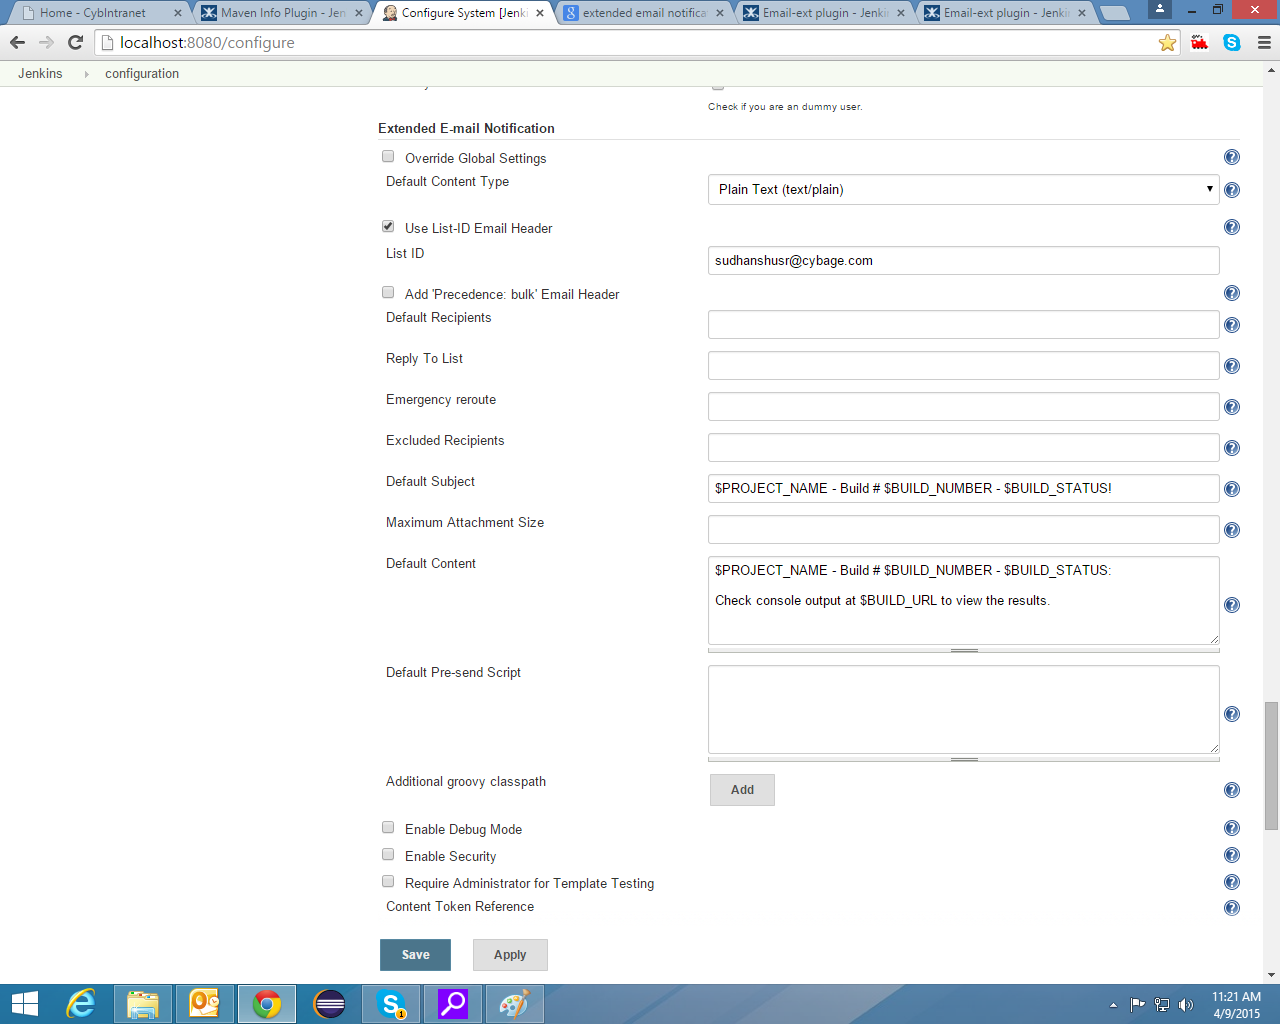 Home - CybIntranet
Maven Info Plugin - Jen
Configure System [Jenki
extended email notifica
Email-ext plugin - Jenki
Email-ext plugin - Jenki
localhost:8080/configure
Jenkins
configuration
Check if you are an dummy user.
Extended E-mail Notification
Override Global Settings
Default Content Type
Plain Text (text/plain)
Use List-ID Email Header
List ID
sudhanshusr@cybage.com
Add 'Precedence: bulk' Email Header
Default Recipients
Reply To List
Emergency reroute
Excluded Recipients
Default Subject
$PROJECT_NAME - Build # $BUILD_NUMBER - $BUILD_STATUS!
Maximum Attachment Size
Default Content
$PROJECT_NAME - Build # $BUILD_NUMBER - $BUILD_STATUS:
Check console output at $BUILD_URL to view the results.
Default Pre-send Script
Additional groovy classpath
Add
Enable Debug Mode
Enable Security
Require Administrator for Template Testing
Content Token Reference
Save
Apply
11:21 AM
4/9/2015